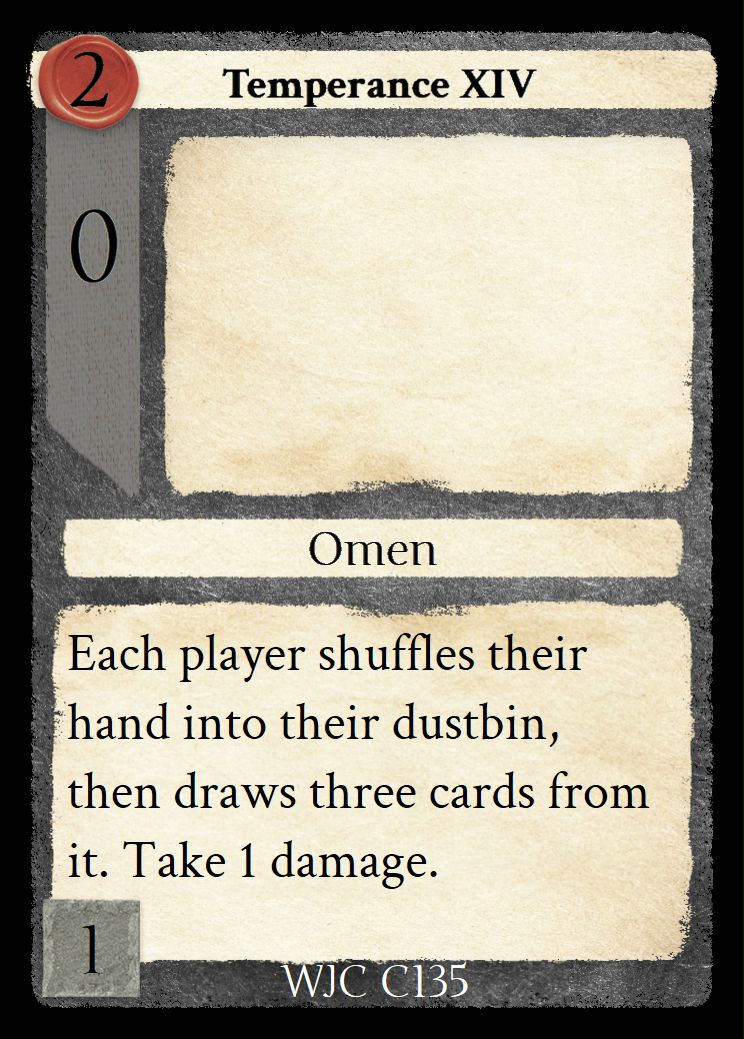 2
Temperance XIV
0
Omen
Each player shuffles their
hand into their dustbin,
then draws three cards from
it. Take 1 damage.
1
WJC C135